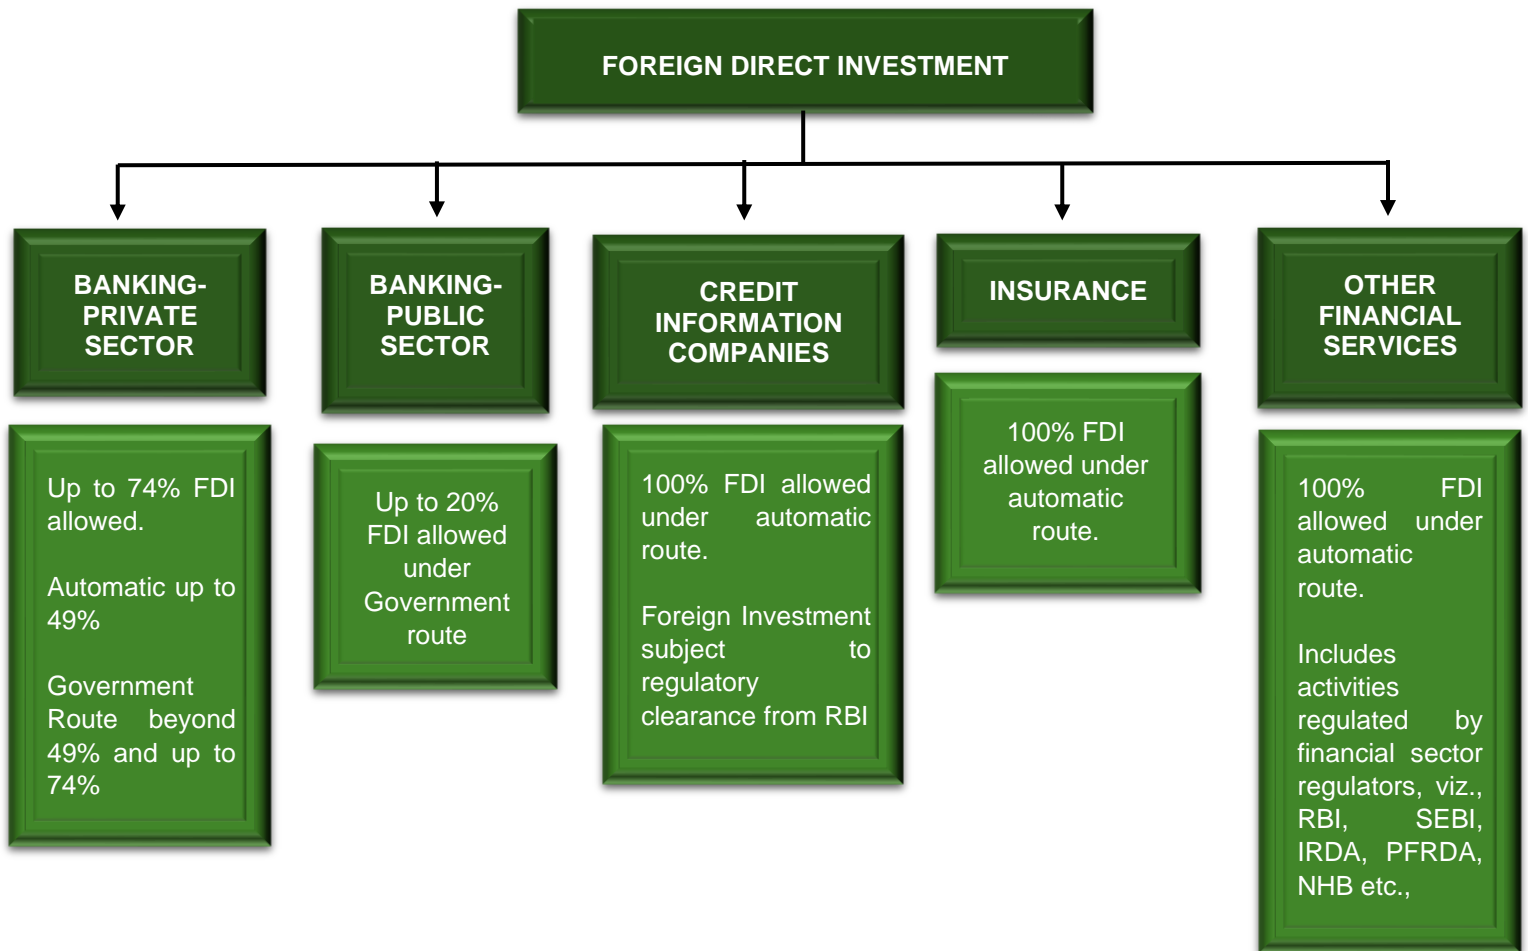 FOREIGN DIRECT INVESTMENT
BANKING-
PRIVATE
SECTOR
Up to 74% FDI
allowed.
Automatic up to
49%
Government
Route beyond
49% and up to
74%
BANKING-
PUBLIC
SECTOR
Up to 20%
FDI allowed
under
Government
route
CREDIT
INFORMATION
COMPANIES
100% FDI allowed
under automatic
route.
Foreign Investment
subject to
regulatory
clearance from RBI
INSURANCE
100% FDI
allowed under
automatic
route.
OTHER
FINANCIAL
SERVICES
100% FDI
allowed under
automatic
route.
Includes
activities
regulated by
financial sector
regulators, viz.,
RBI, SEBI,
IRDA, PFRDA,
NHB etc.,